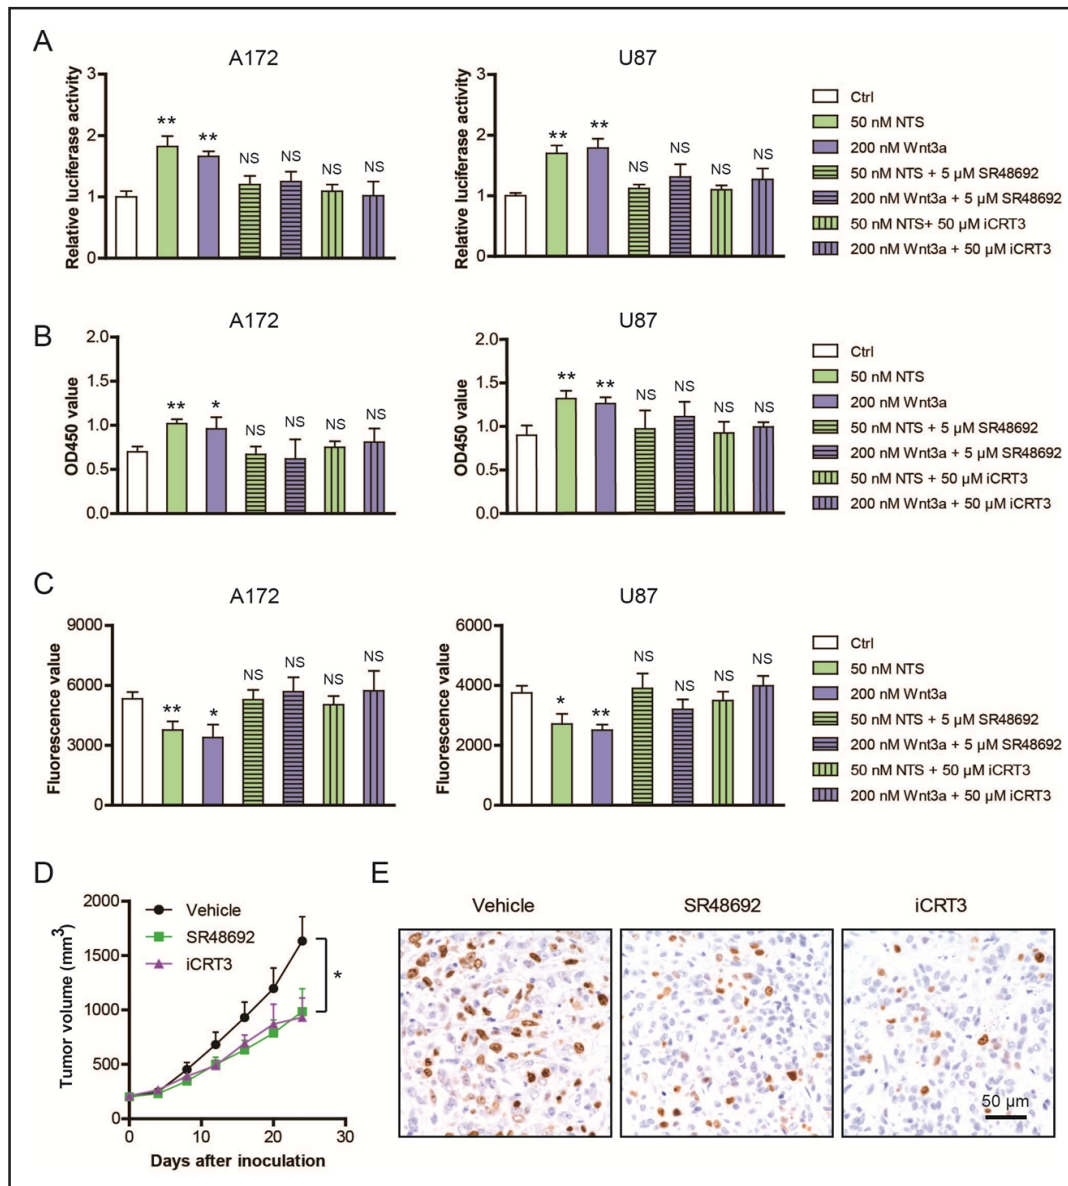 A
A172
U87
Relative luciferase activity
3
2
1
0
**
**
NS
NS
NS
NS
Relative luciferase activity
3
2
1
0
**
**
NS
NS
NS
NS
Ctrl
50 nM NTS
200 nM Wnt3a
50 nM NTS + 5 µM SR48692
200 nM Wnt3a + 5 µM SR48692
50 nM NTS+ 50 µM iCRT3
200 nM Wnt3a + 50 µM iCRT3
B
A172
U87
OD450 value
2.0
1.5
1.0
0.5
0.0
**
*
NS
NS
NS
NS
OD450 value
2.0
1.5
1.0
0.5
0.0
**
**
NS
NS
NS
NS
Ctrl
50 nM NTS
200 nM Wnt3a
50 nM NTS + 5 µM SR48692
200 nM Wnt3a + 5 µM SR48692
50 nM NTS + 50 µM iCRT3
200 nM Wnt3a + 50 µM iCRT3
C
A172
U87
Fluorescence value
9000
6000
3000
0
**
*
NS
NS
NS
NS
Fluorescence value
6000
4000
2000
0
*
**
NS
NS
NS
NS
Ctrl
50 nM NTS
200 nM Wnt3a
50 nM NTS + 5 µM SR48692
200 nM Wnt3a + 5 µM SR48692
50 nM NTS + 50 µM iCRT3
200 nM Wnt3a + 50 µM iCRT3
D
Tumor volume (mm3)
2000
1500
1000
500
0
Vehicle
SR48692
iCRT3
*
0 10 20 30
Days after inoculation
E
Vehicle
SR48692
iCRT3
50 µm